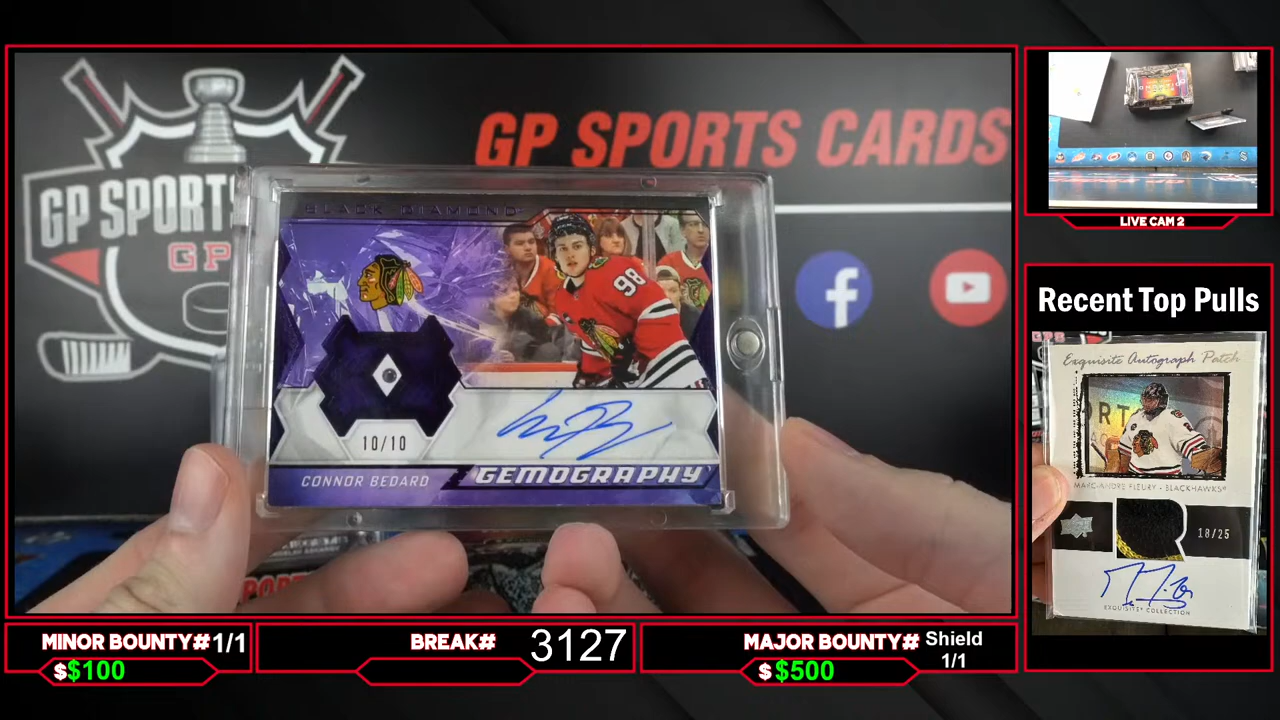 GP SPORTS CARDS
GP SPORTS
GP
BLACK DIAMOND
98
10/10
CONNOR BEDARD
GEMOGRAPHY
LIVE CAM 2
Recent Top Pulls
Exquisite Autograph Patch
MARC-ANDRE FLEURY - BLACKHAWKS
18/25
EXQUISITE COLLECTION
MINOR BOUNTY# 1/1
$$100
BREAK# 3127
MAJOR BOUNTY# Shield
1/1
$$500